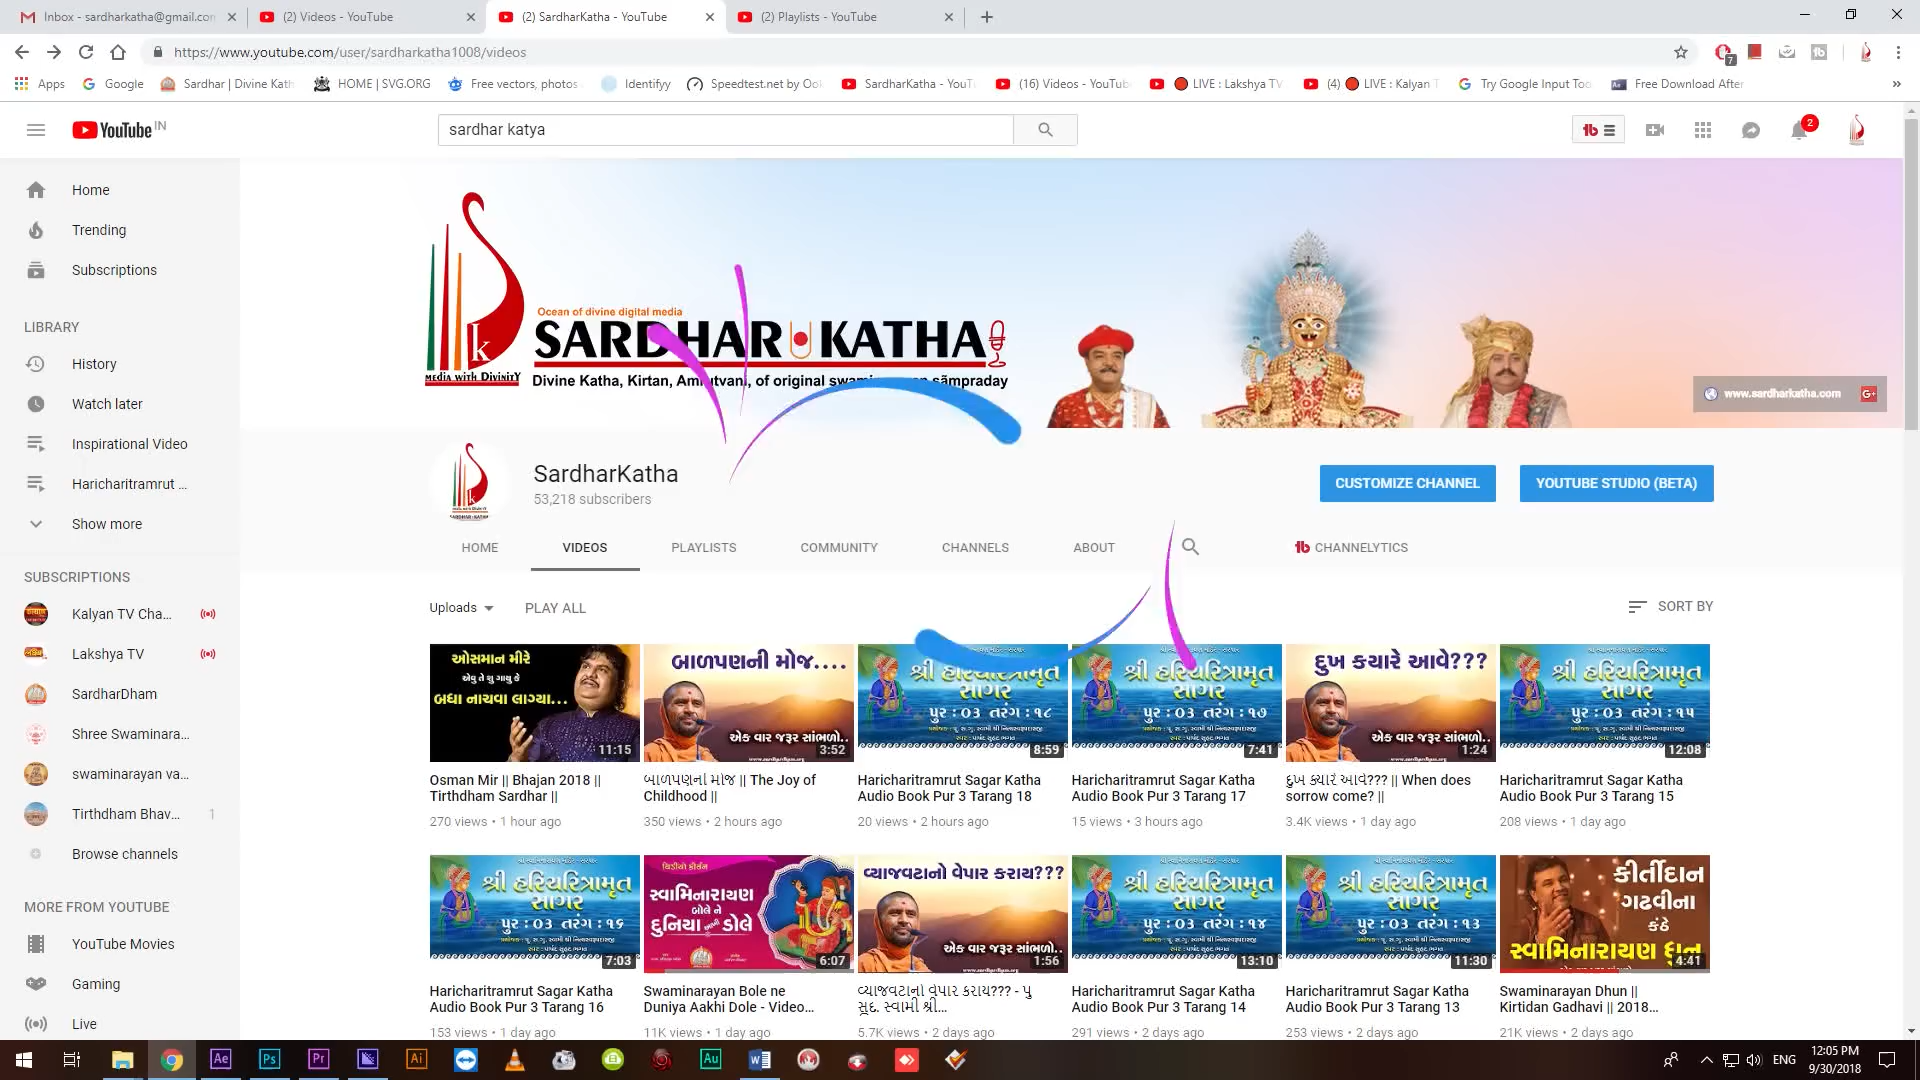 Inbox - sardharkatha@gmail.con
(2) Videos - YouTube
(2) SardharKatha - YouTube
(2) Playlists - YouTube
https://www.youtube.com/user/sardharkatha1008/videos
7
Apps
Google
Sardhar | Divine Kath
HOME | SVG.ORG
Free vectors, photos
Identifyy
Speedtest.net by Ook
SardharKatha - YouTu
(16) Videos - YouTube
LIVE : Lakshya TV
(4) LIVE : Kalyan T
Try Google Input Too
Free Download After
YouTube IN
sardhar katya
2
Home
Trending
Subscriptions
LIBRARY
History
Watch later
Inspirational Video
Haricharitramrut ...
Show more
SUBSCRIPTIONS
Kalyan TV Cha...
Lakshya TV
SardharDham
Shree Swaminara...
swaminarayan va...
Tirthdham Bhav... 1
Browse channels
MORE FROM YOUTUBE
YouTube Movies
Gaming
Live
k
MEDIA WITH DIVINITY
Ocean of divine digital media
SARDHAR KATHA
Divine Katha, Kirtan, Amrutvani, of original sãmpraday
www.sardharkatha.com
G+
SardharKatha
53,218 subscribers
CUSTOMIZE CHANNEL
YOUTUBE STUDIO (BETA)
HOME VIDEOS PLAYLISTS COMMUNITY CHANNELS ABOUT
CHANNELYTICS
Uploads
PLAY ALL
SORT BY
ઓસમાન મીરે
એવુ તે શુ ગાયુ કે
બધા નાચવા લાગ્યા...
11:15
Osman Mir || Bhajan 2018 ||
Tirthdham Sardhar ||
270 views • 1 hour ago
બાળપણની મોજ....
એક વાર જરૂર સાંભળો..
3:52
બાળપણની મોજ || The Joy of
Childhood ||
350 views • 2 hours ago
શ્રી હરિચરિત્રામૃત
સાગર
પુર : ૦૩ તરંગ : ૧૮
8:59
Haricharitramrut Sagar Katha
Audio Book Pur 3 Tarang 18
20 views • 2 hours ago
શ્રી હરિચરિત્રામૃત
સાગર
પુર : ૦૩ તરંગ : ૧૭
7:41
Haricharitramrut Sagar Katha
Audio Book Pur 3 Tarang 17
15 views • 3 hours ago
દુખ ક્યારે આવે???
એક વાર જરૂર સાંભળો..
1:24
દુખ ક્યારે આવે??? || When does
sorrow come? ||
3.4K views • 1 day ago
શ્રી હરિચરિત્રામૃત
સાગર
પુર : ૦૩ તરંગ : ૧૫
12:08
Haricharitramrut Sagar Katha
Audio Book Pur 3 Tarang 15
208 views • 1 day ago
શ્રી હરિચરિત્રામૃત
સાગર
પુર : ૦૩ તરંગ : ૧૬
7:03
Haricharitramrut Sagar Katha
Audio Book Pur 3 Tarang 16
153 views • 1 day ago
વિડીયો કીર્તન
સ્વામિનારાયણ
બોલે ને
દુનિયા આખી ડોલે
6:07
Swaminarayan Bole ne
Duniya Aakhi Dole - Video...
11K views • 1 day ago
વ્યાજવટાનો વેપાર કરાય???
એક વાર જરૂર સાંભળો..
1:56
વ્યાજવટાનો વેપાર કરાય??? - પુ
સદ. સ્વામી શ્રી...
5.7K views • 2 days ago
શ્રી હરિચરિત્રામૃત
સાગર
પુર : ૦૩ તરંગ : ૧૪
13:10
Haricharitramrut Sagar Katha
Audio Book Pur 3 Tarang 14
291 views • 2 days ago
શ્રી હરિચરિત્રામૃત
સાગર
પુર : ૦૩ તરંગ : ૧૩
11:30
Haricharitramrut Sagar Katha
Audio Book Pur 3 Tarang 13
253 views • 2 days ago
કીર્તીદાન
ગઢવીના
કંઠે
સ્વામિનારાયણ ધુન
4:41
Swaminarayan Dhun ||
Kirtidan Gadhavi || 2018...
21K views • 2 days ago
Ae
Ps
Pr
Ai
Au
ENG
12:05 PM
9/30/2018